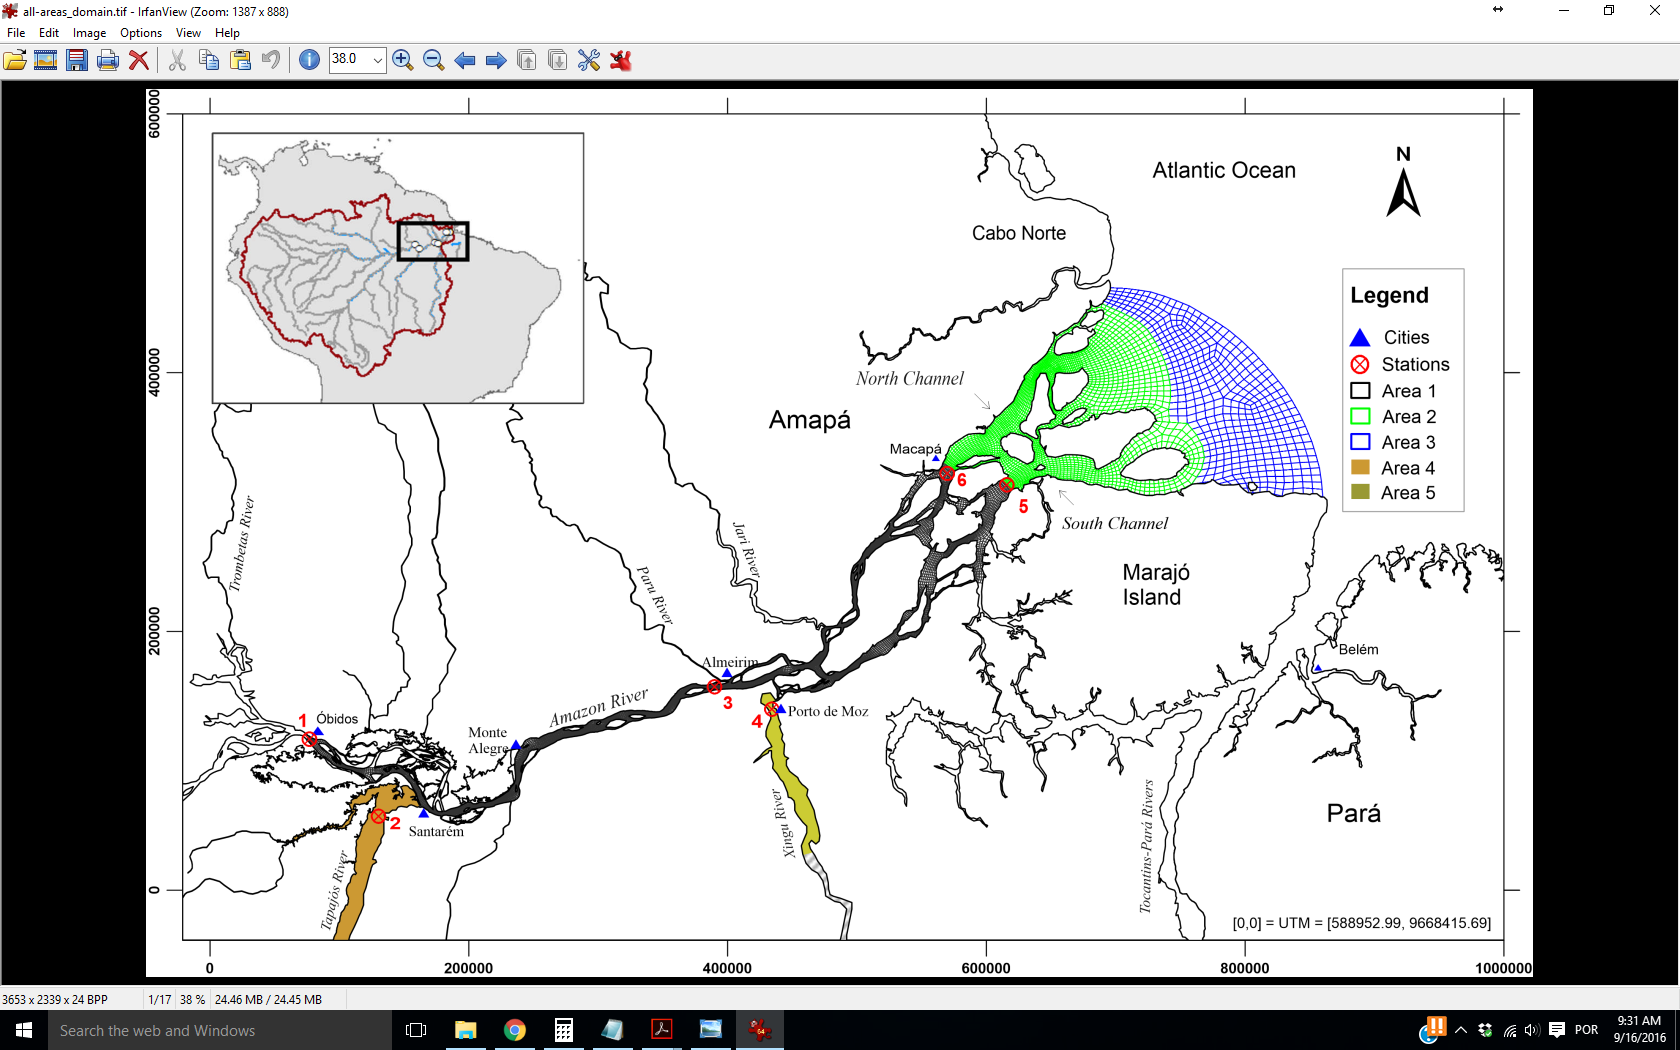 all-areas_domain.tif - IrfanView (Zoom: 1387 x 888)
File Edit Image Options View Help
38.0
600000
400000
200000
0
0
200000
400000
600000
800000
1000000
Atlantic Ocean
N
Cabo Norte
Legend
Cities
Stations
Area 1
Area 2
Area 3
Area 4
Area 5
North Channel
Amapá
Macapá
6
5
South Channel
Marajó
Island
Trombetas River
Jari River
Paru River
Almeirim
3
Amazon River
4
Porto de Moz
Belém
1
Óbidos
Monte
Alegre
2
Santarém
Tapajós River
Xingu River
Tocantins-Pará Rivers
Pará
[0,0] = UTM = [588952.99, 9668415.69]
3653 x 2339 x 24 BPP
1/17
38 %
24.46 MB / 24.45 MB
Search the web and Windows
64
POR
9:31 AM
9/16/2016